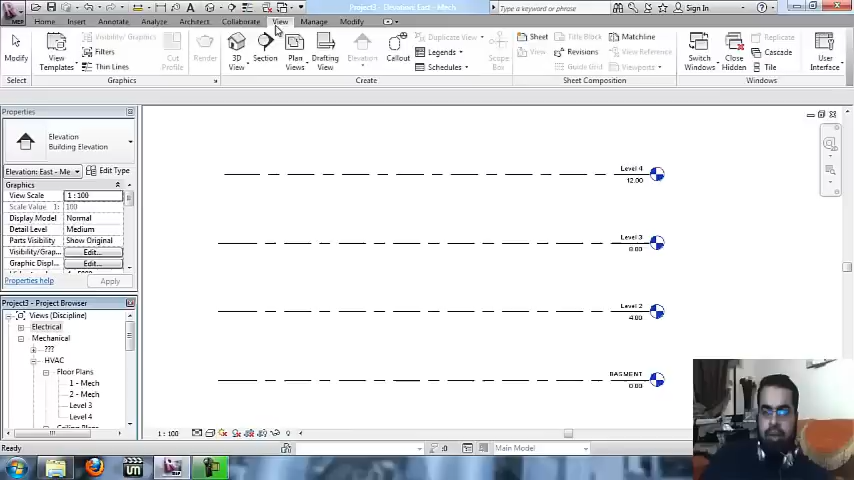 Project3 - Elevation: East - Mech
Type a keyword or phrase
Sign In
Home Insert Annotate Analyze Architect Collaborate View Manage Modify
Modify
View Templates
Visibility/ Graphics
Filters
Thin Lines
Cut Profile
Render
3D View
Section
Plan Views
Drafting View
Elevation
Callout
Duplicate View
Legends
Schedules
Scope Box
Sheet
Title Block
Revisions
Guide Grid
Matchline
View Reference
Switch Windows
Close Hidden
Replicate
Cascade
Tile
User Interface
Select Graphics Create Sheet Composition Windows
Properties
Elevation
Building Elevation
Elevation: East - Me
Edit Type
Graphics
View Scale 1 : 100
Scale Value 1: 100
Display Model Normal
Detail Level Medium
Parts Visibility Show Original
Visibility/Grap... Edit...
Graphic Displ... Edit...
Properties help
Apply
Project3 - Project Browser
Views (Discipline)
Electrical
Mechanical
???
HVAC
Floor Plans
1 - Mech
2 - Mech
Level 3
Level 4
Level 4
12.00
Level 3
8.00
Level 2
4.00
BASMENT
0.00
1 : 100
Ready
:0
Main Model